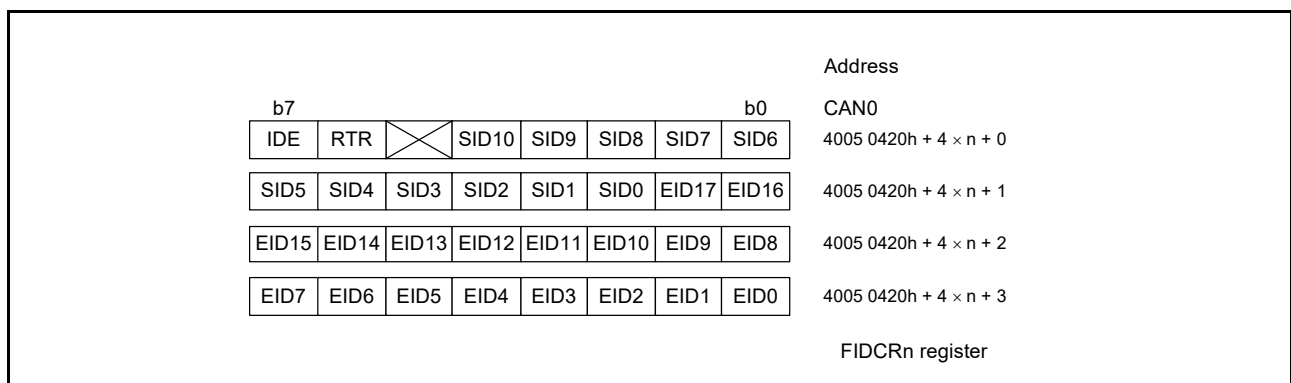 Address
b7 b0 CAN0
IDE RTR SID10 SID9 SID8 SID7 SID6 4005 0420h + 4 × n + 0
SID5 SID4 SID3 SID2 SID1 SID0 EID17 EID16 4005 0420h + 4 × n + 1
EID15 EID14 EID13 EID12 EID11 EID10 EID9 EID8 4005 0420h + 4 × n + 2
EID7 EID6 EID5 EID4 EID3 EID2 EID1 EID0 4005 0420h + 4 × n + 3
FIDCRn register